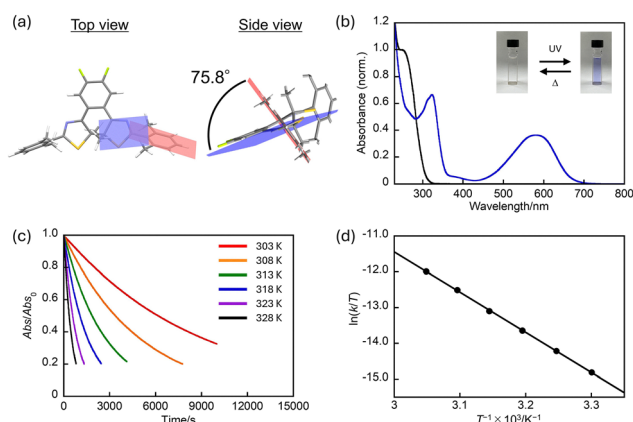 (a)
Top view
Side view
75.8°
(b)
Absorbance (norm.)
1.2
1.0
0.8
0.6
0.4
0.2
0
300 400 500 600 700 800
Wavelength/nm
UV
Δ
(c)
Abs/Abs0
1.0
0.8
0.6
0.4
0.2
0 3000 6000 9000 12000 15000
Time/s
303 K
308 K
313 K
318 K
323 K
328 K
(d)
ln(k/T)
-11.0
-12.0
-13.0
-14.0
-15.0
3 3.1 3.2 3.3
T⁻¹ × 10³/K⁻¹